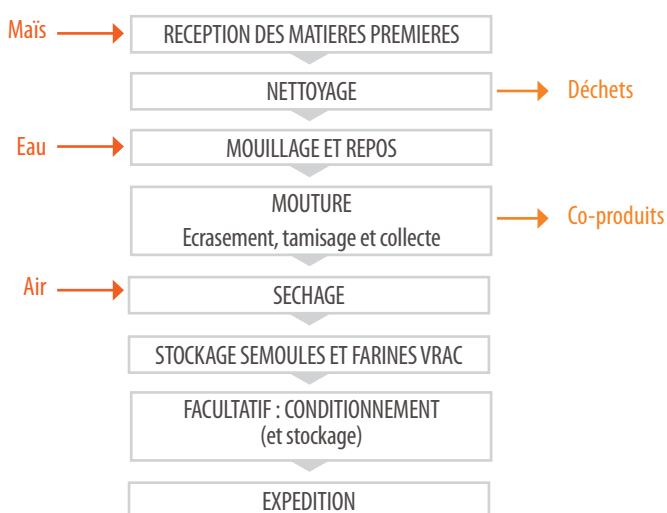 Maïs
RECEPTION DES MATIERES PREMIERES
NETTOYAGE
Déchets
Eau
MOUILLAGE ET REPOS
MOUTURE
Ecrasement, tamisage et collecte
Co-produits
Air
SECHAGE
STOCKAGE SEMOULES ET FARINES VRAC
FACULTATIF : CONDITIONNEMENT
(et stockage)
EXPEDITION